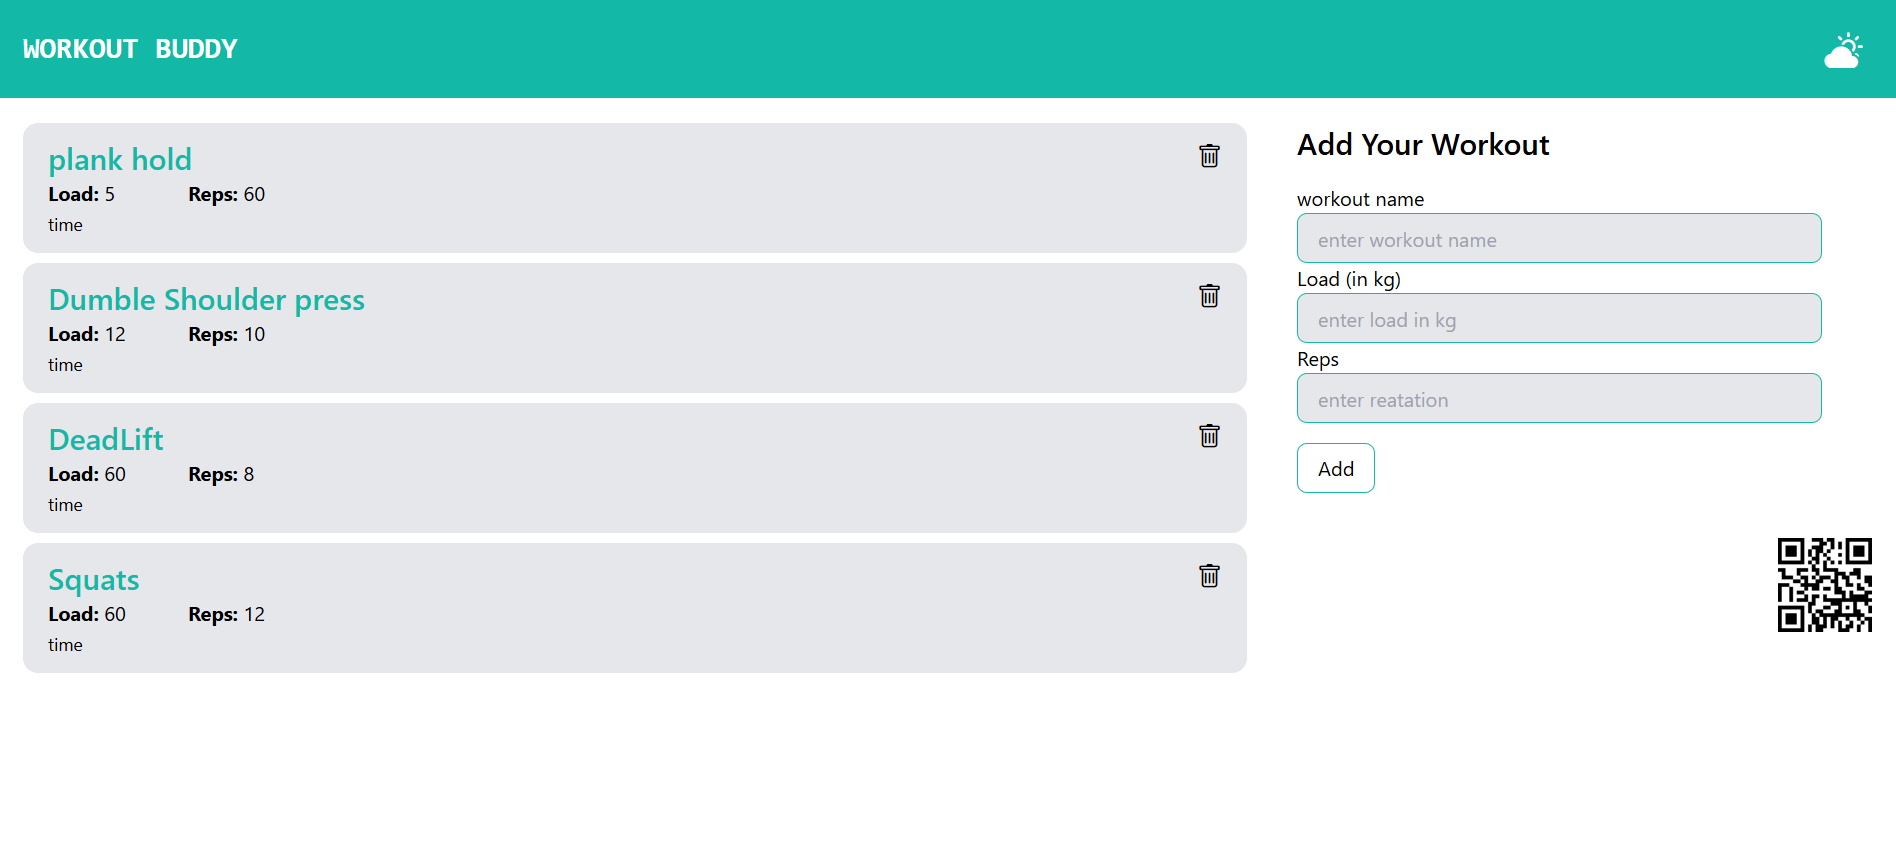 WORKOUT BUDDY
plank hold
Load: 5 Reps: 60
time
Dumble Shoulder press
Load: 12 Reps: 10
time
DeadLift
Load: 60 Reps: 8
time
Squats
Load: 60 Reps: 12
time
Add Your Workout
workout name
enter workout name
Load (in kg)
enter load in kg
Reps
enter reatation
Add